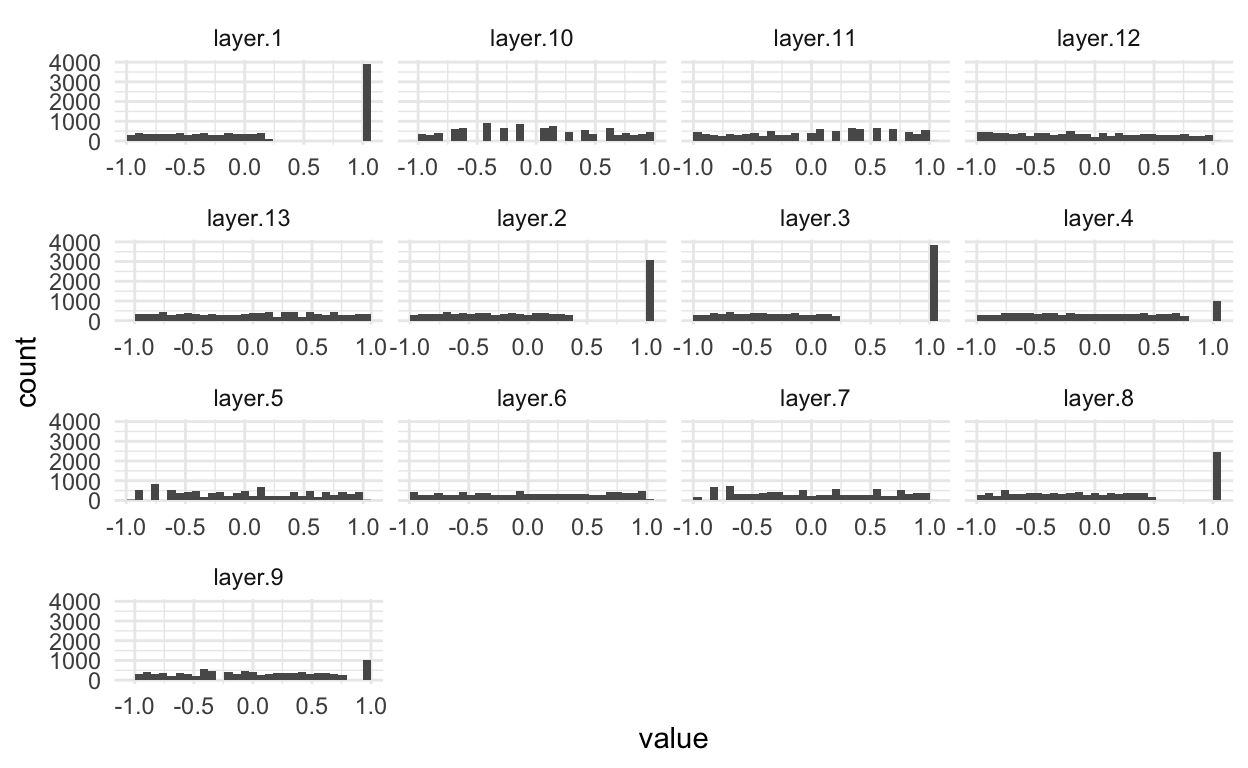 layer.1 layer.10 layer.11 layer.12
4000
3000
2000
1000
0
-1.0 -0.5 0.0 0.5 1.0 -1.0 -0.5 0.0 0.5 1.0 -1.0 -0.5 0.0 0.5 1.0 -1.0 -0.5 0.0 0.5 1.0
layer.13 layer.2 layer.3 layer.4
4000
3000
2000
1000
0
-1.0 -0.5 0.0 0.5 1.0 -1.0 -0.5 0.0 0.5 1.0 -1.0 -0.5 0.0 0.5 1.0 -1.0 -0.5 0.0 0.5 1.0
count
layer.5 layer.6 layer.7 layer.8
4000
3000
2000
1000
0
-1.0 -0.5 0.0 0.5 1.0 -1.0 -0.5 0.0 0.5 1.0 -1.0 -0.5 0.0 0.5 1.0 -1.0 -0.5 0.0 0.5 1.0
layer.9
4000
3000
2000
1000
0
-1.0 -0.5 0.0 0.5 1.0
value